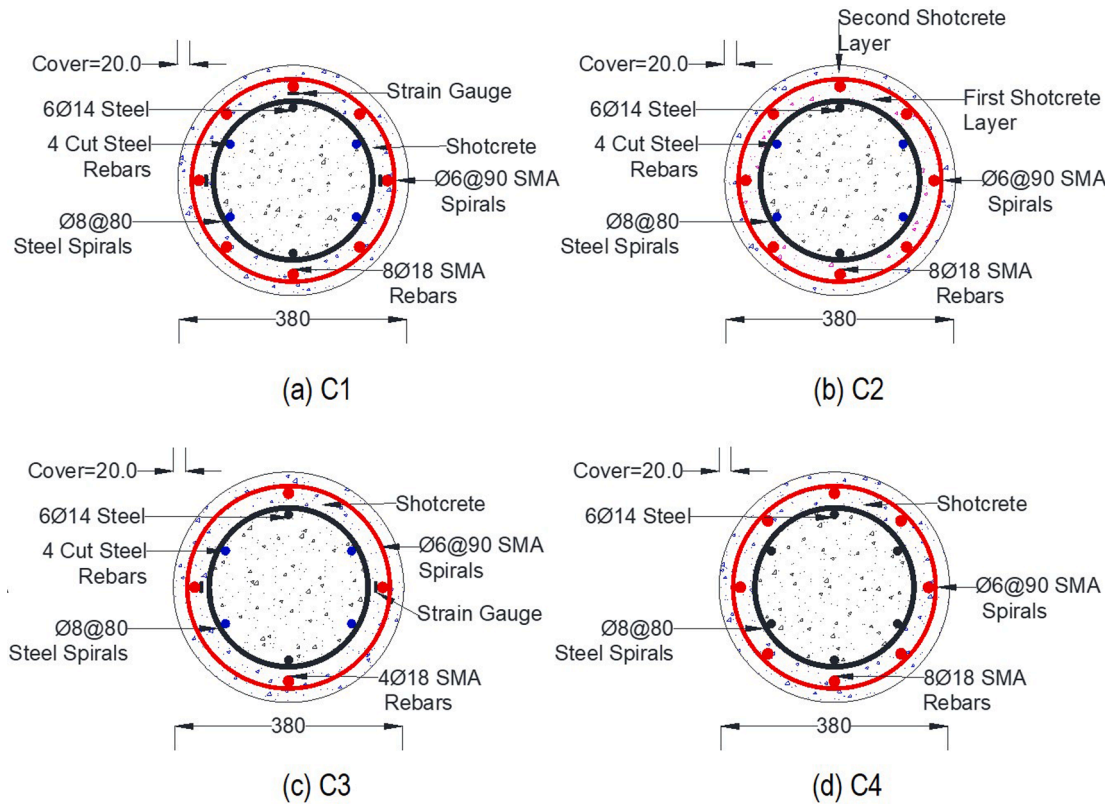 Cover=20.0
6Ø14 Steel
4 Cut Steel
Rebars
Ø8@80
Steel Spirals
Strain Gauge
Shotcrete
Ø6@90 SMA
Spirals
8Ø18 SMA
Rebars
380
(a) C1
Second Shotcrete
Layer
Cover=20.0
6Ø14 Steel
4 Cut Steel
Rebars
Ø8@80
Steel Spirals
First Shotcrete
Layer
Ø6@90 SMA
Spirals
8Ø18 SMA
Rebars
380
(b) C2
Cover=20.0
6Ø14 Steel
4 Cut Steel
Rebars
Ø8@80
Steel Spirals
Shotcrete
Ø6@90 SMA
Spirals
Strain Gauge
4Ø18 SMA
Rebars
380
(c) C3
Cover=20.0
6Ø14 Steel
Ø8@80
Steel Spirals
Shotcrete
Ø6@90 SMA
Spirals
8Ø18 SMA
Rebars
380
(d) C4